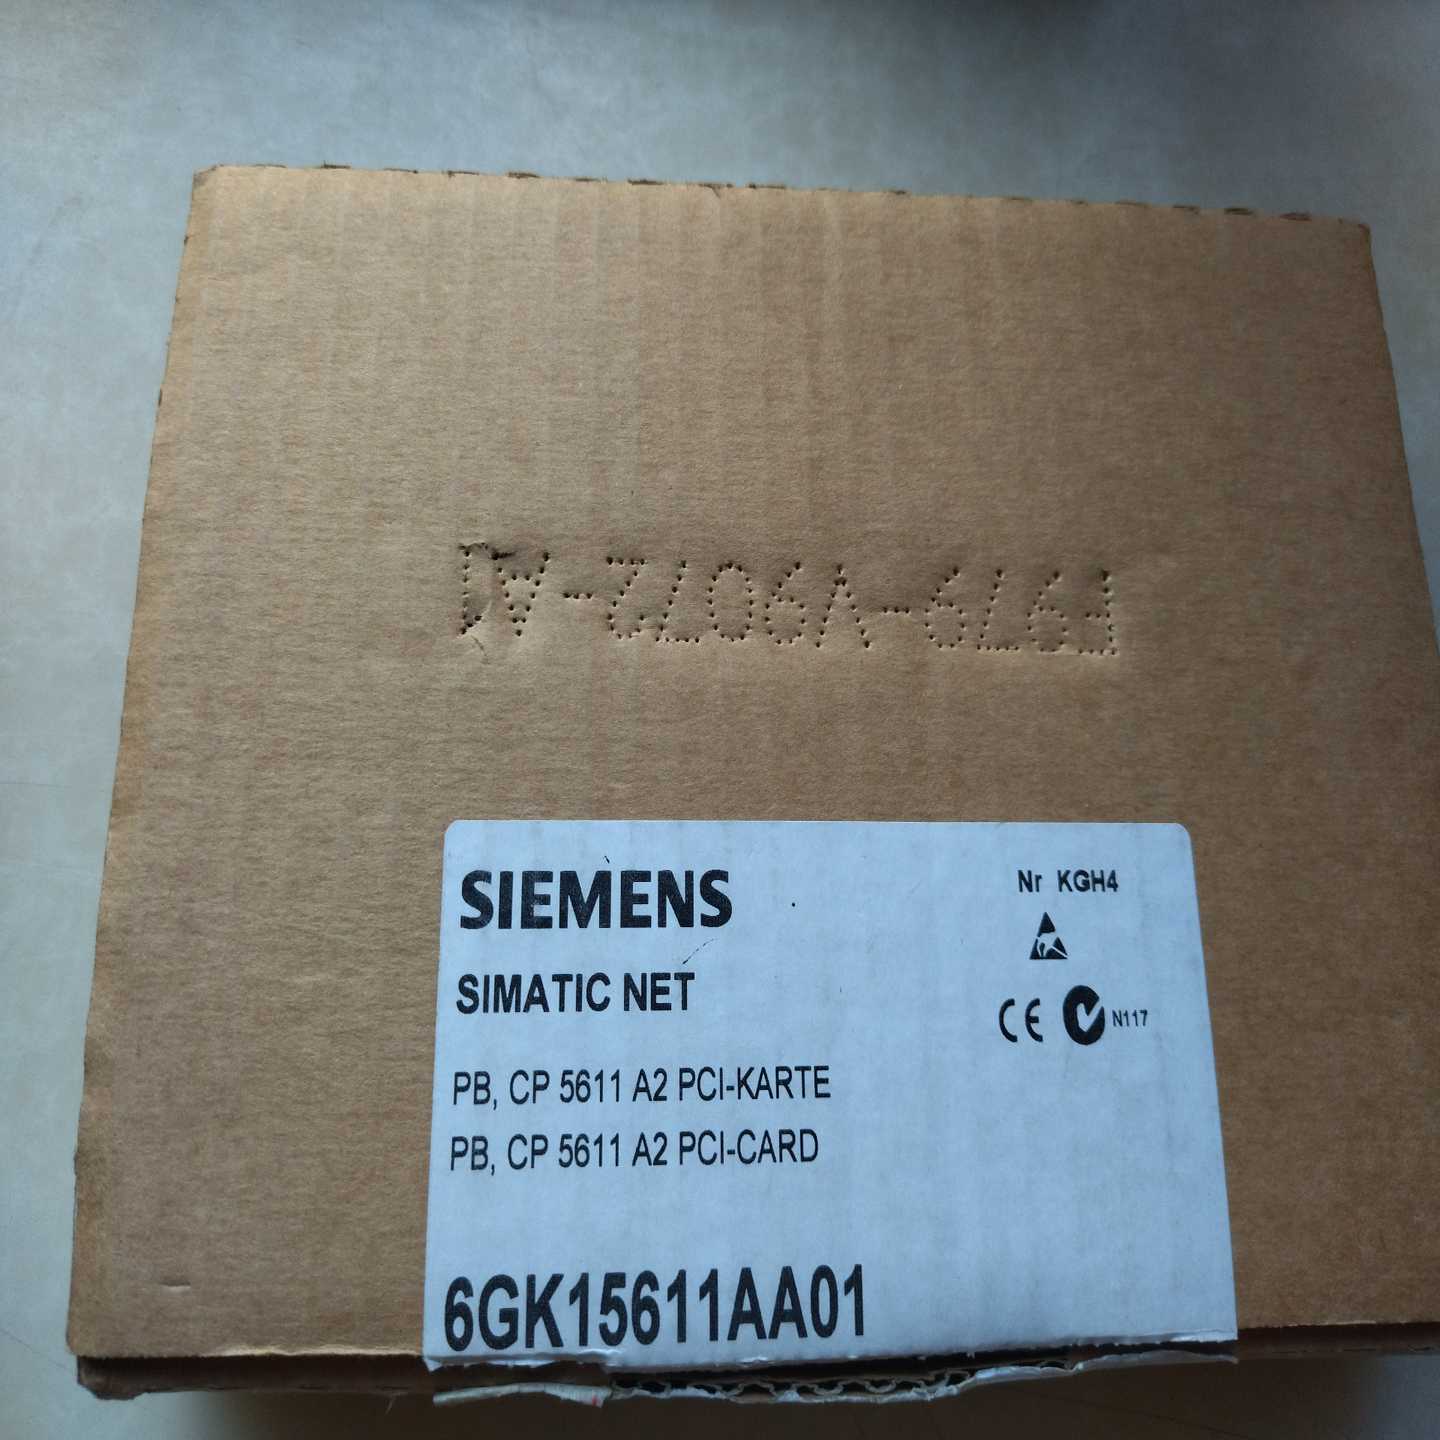 SIEMENS
Nr KGH4
SIMATIC NET
CE N117
PB, CP 5611 A2 PCI-KARTE
PB, CP 5611 A2 PCI-CARD
6GK15611AA01